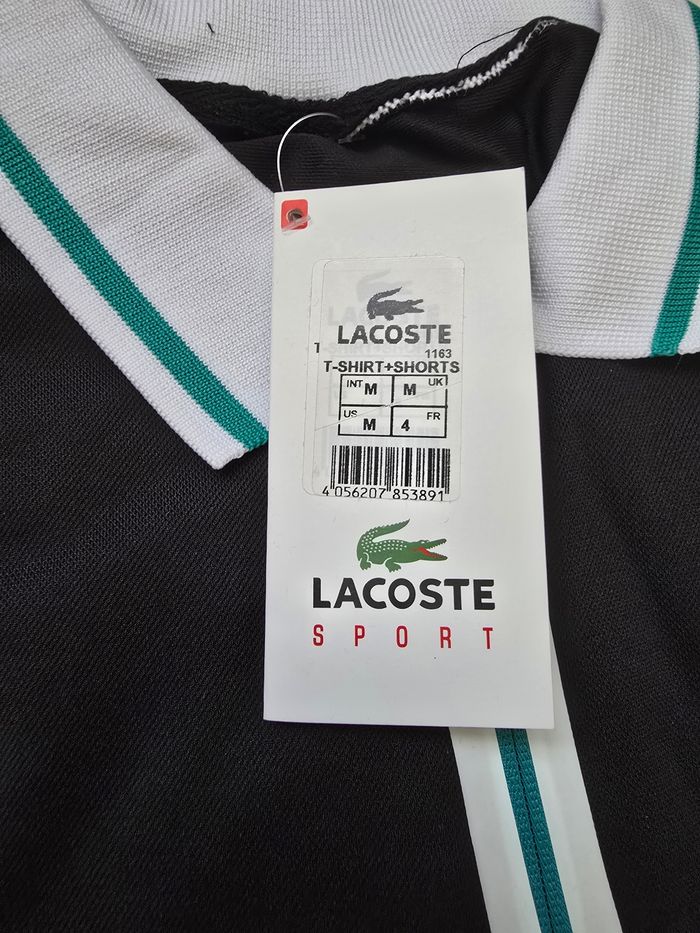 LACOSTE
1163
T-SHIRT+SHORTS
INT M M UK
US M 4 FR
4 056207 853891
LACOSTE
SPORT